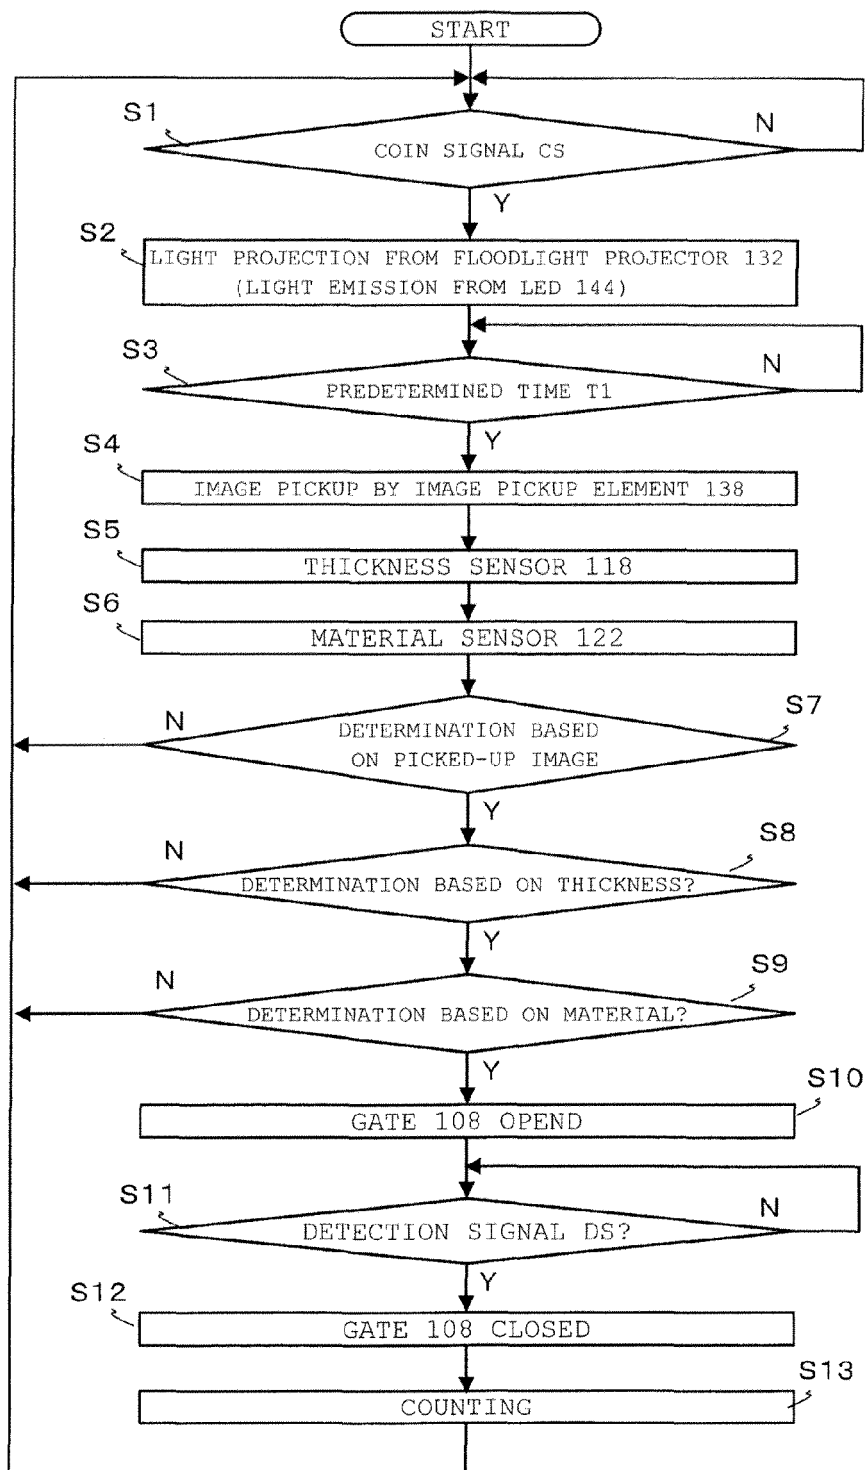 START
S1
N
COIN SIGNAL CS
Y
S2
LIGHT PROJECTION FROM FLOODLIGHT PROJECTOR 132
(LIGHT EMISSION FROM LED 144)
S3
N
PREDETERMINED TIME T1
Y
S4
IMAGE PICKUP BY IMAGE PICKUP ELEMENT 138
S5
THICKNESS SENSOR 118
S6
MATERIAL SENSOR 122
S7
N
DETERMINATION BASED
ON PICKED-UP IMAGE
Y
S8
N
DETERMINATION BASED ON THICKNESS?
Y
S9
N
DETERMINATION BASED ON MATERIAL?
Y
S10
GATE 108 OPEND
S11
N
DETECTION SIGNAL DS?
Y
S12
GATE 108 CLOSED
S13
COUNTING